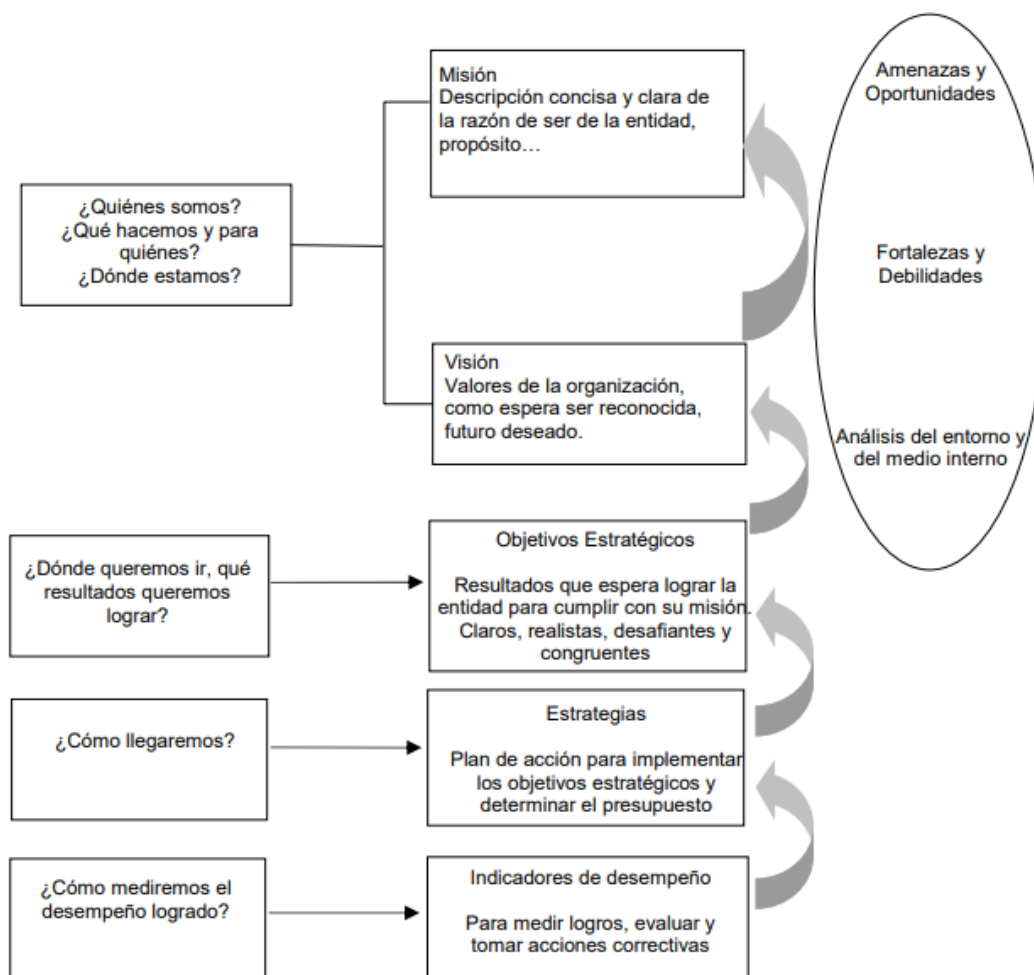 Misión
Descripción concisa y clara de
la razón de ser de la entidad,
propósito…
Amenazas y
Oportunidades
¿Quiénes somos?
¿Qué hacemos y para
quiénes?
¿Dónde estamos?
Fortalezas y
Debilidades
Visión
Valores de la organización,
como espera ser reconocida,
futuro deseado.
Análisis del entorno y
del medio interno
¿Dónde queremos ir, qué
resultados queremos
lograr?
Objetivos Estratégicos
Resultados que espera lograr la
entidad para cumplir con su misión.
Claros, realistas, desafiantes y
congruentes
¿Cómo llegaremos?
Estrategias
Plan de acción para implementar
los objetivos estratégicos y
determinar el presupuesto
¿Cómo mediremos el
desempeño logrado?
Indicadores de desempeño
Para medir logros, evaluar y
tomar acciones correctivas